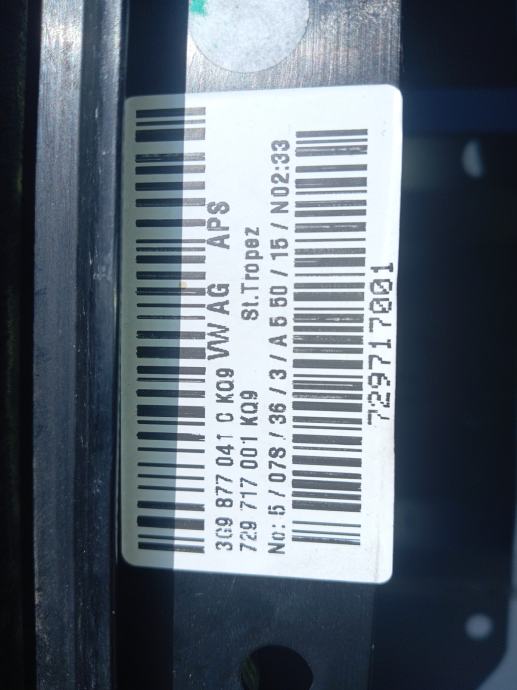 3G9 877 041 C KQ9 VW AG APS
729 717 001 KQ9 St.Tropez
No: 5 / 07S / 36 / 3 / A 5 50 / 15 / N02:33
729717001